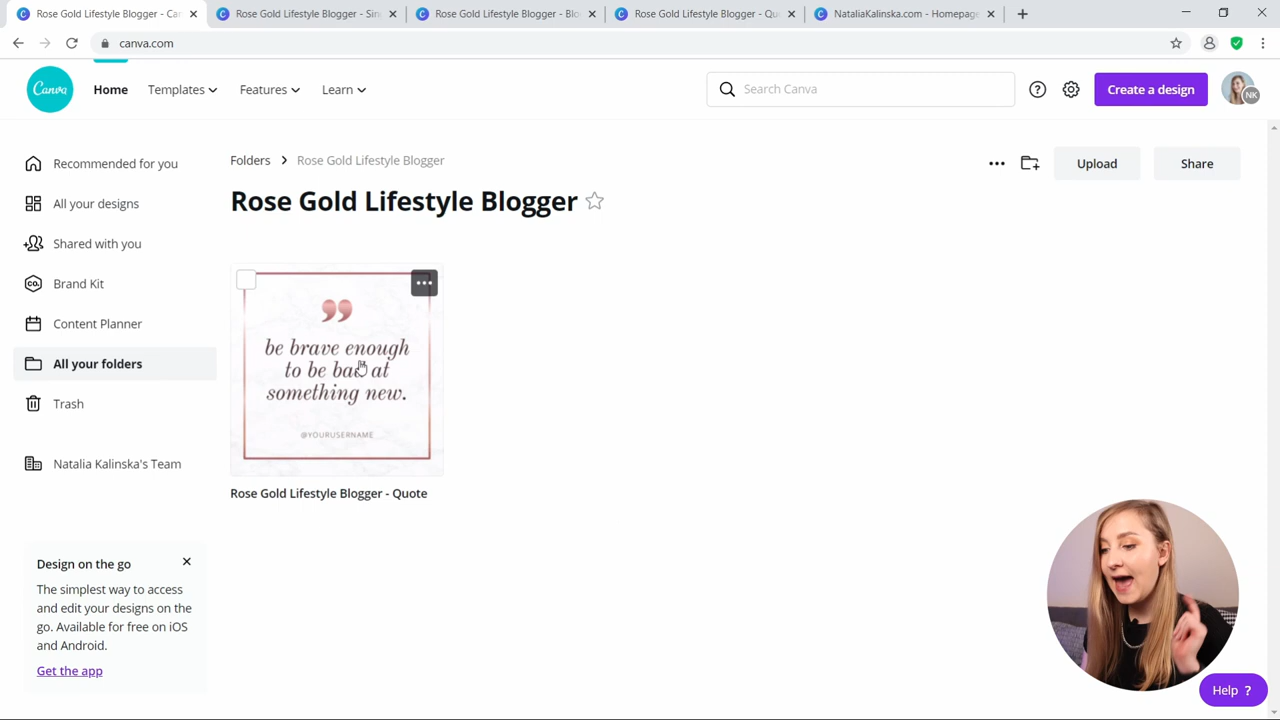 Rose Gold Lifestyle Blogger - Ca
Rose Gold Lifestyle Blogger - Sin
Rose Gold Lifestyle Blogger - Blo
Rose Gold Lifestyle Blogger - Qu
NataliaKalinska.com - Homepage
canva.com
Canva
Home
Templates
Features
Learn
Search Canva
Create a design
NK
Recommended for you
All your designs
Shared with you
CO.
Brand Kit
Content Planner
All your folders
Trash
Natalia Kalinska's Team
Folders
Rose Gold Lifestyle Blogger
Upload
Share
Rose Gold Lifestyle Blogger
be brave enough
to be bad at
something new.
@YOURUSERNAME
Rose Gold Lifestyle Blogger - Quote
Design on the go
The simplest way to access
and edit your designs on the
go. Available for free on iOS
and Android.
Get the app
Help ?